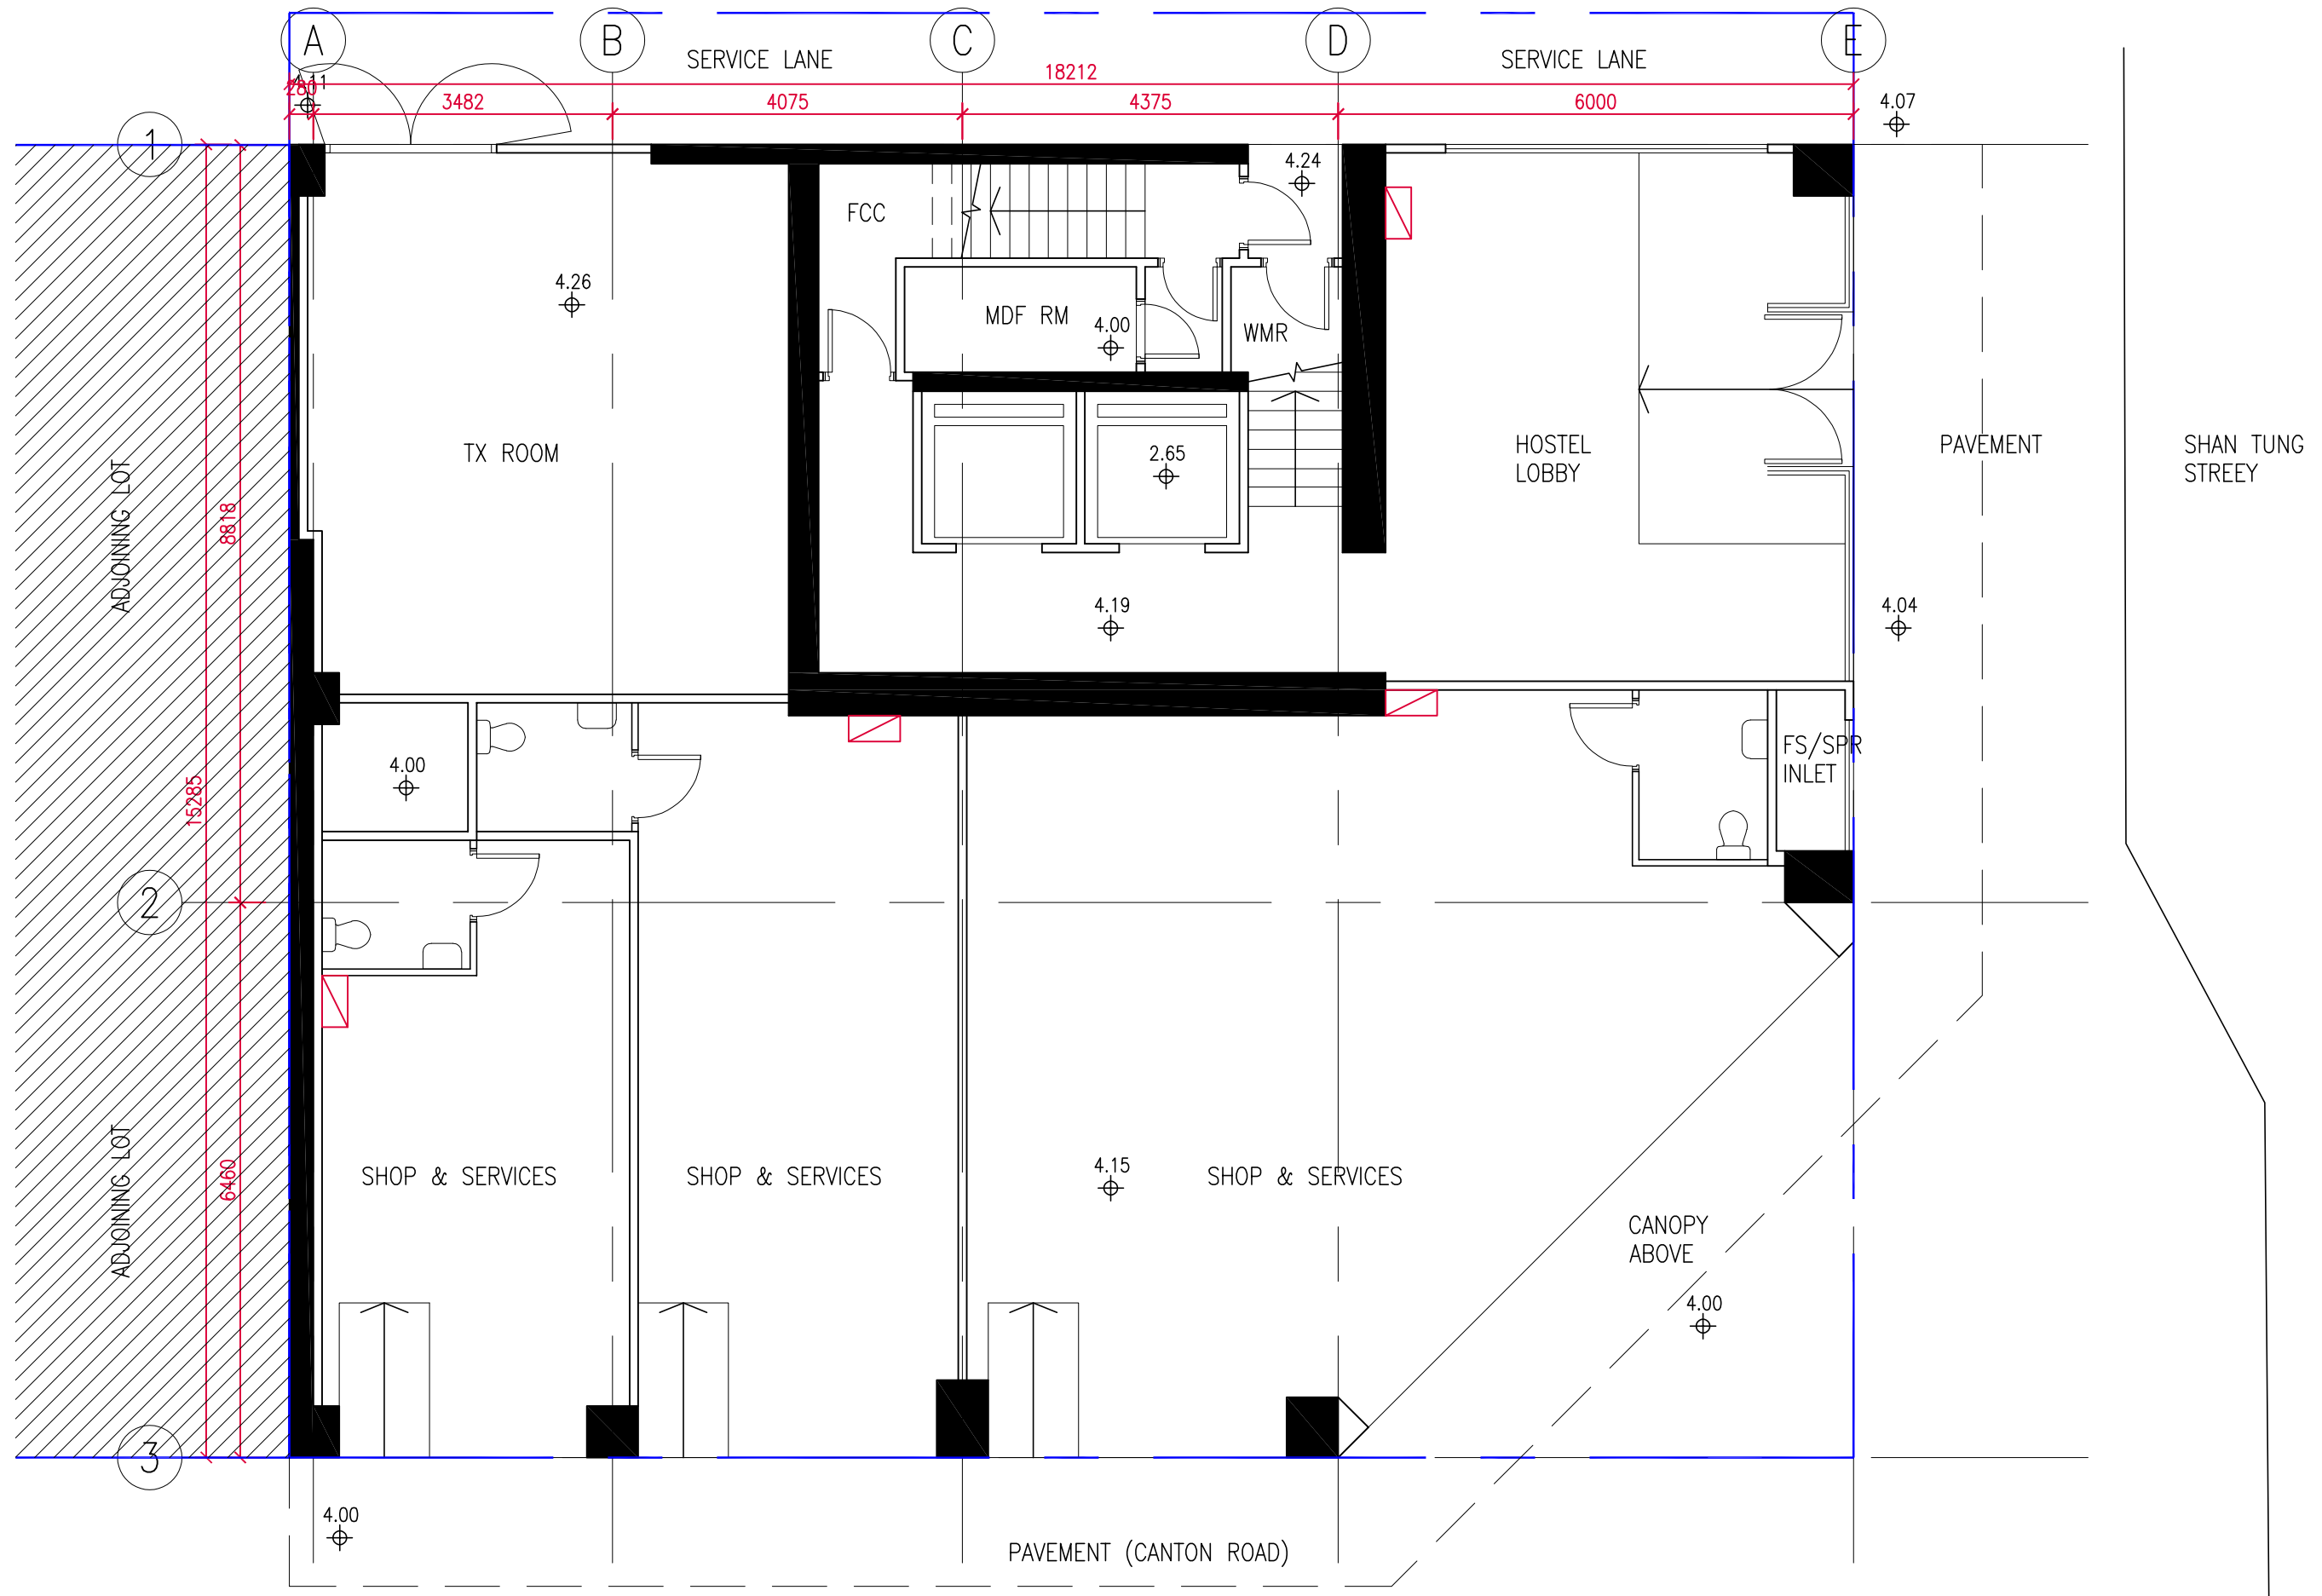 A
B
C
D
E
SERVICE LANE
SERVICE LANE
4.11
280
18212
3482
4075
4375
6000
4.07
1
4.24
FCC
4.26
MDF RM
4.00
WMR
TX ROOM
2.65
HOSTEL
LOBBY
PAVEMENT
SHAN TUNG
STREEY
ADJOINING LOT
8818
4.19
4.04
FS/SPR
INLET
4.00
15285
2
ADJOINING LOT
6460
SHOP & SERVICES
SHOP & SERVICES
4.15
SHOP & SERVICES
CANOPY
ABOVE
4.00
3
4.00
PAVEMENT (CANTON ROAD)